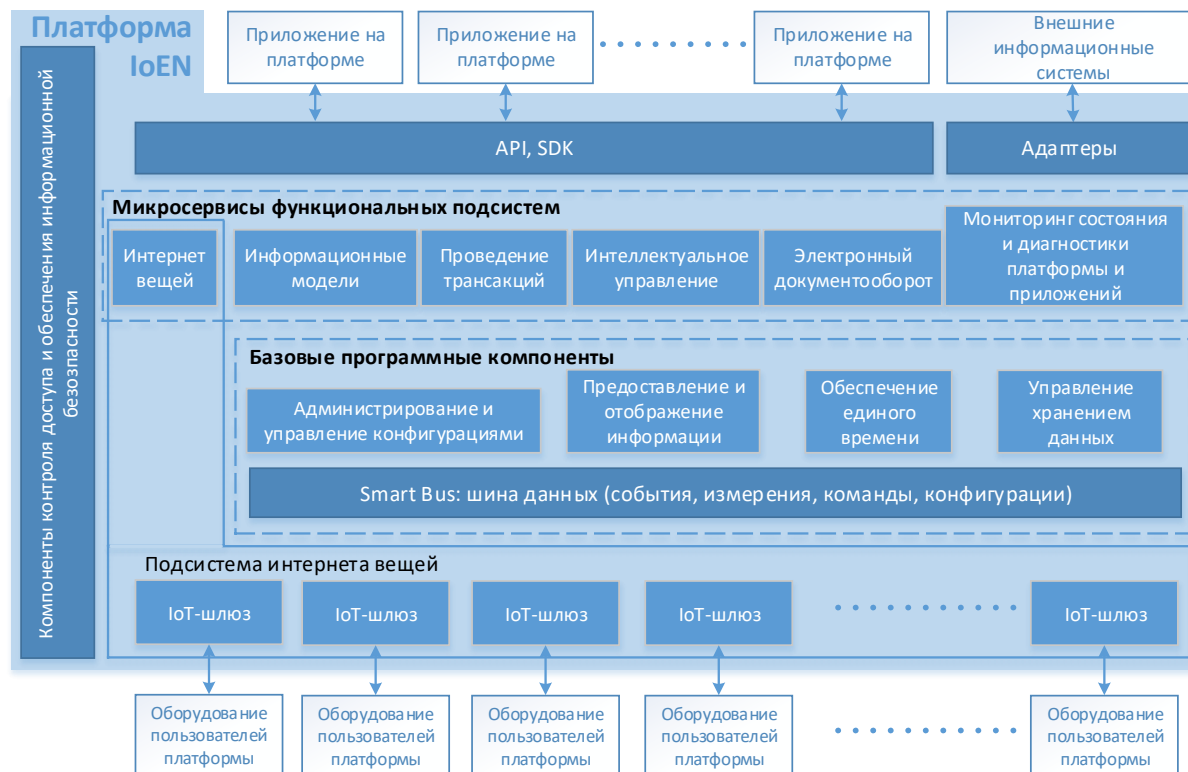 Платформа
IoEN
Компоненты контроля доступа и обеспечения информационной
безопасности
Приложение на
платформе
Приложение на
платформе
Приложение на
платформе
Внешние
информационные
системы
API, SDK
Адаптеры
Микросервисы функциональных подсистем
Интернет
вещей
Информационные
модели
Проведение
трансакций
Интеллектуальное
управление
Электронный
документооборот
Мониторинг состояния
и диагностики
платформы и
приложений
Базовые программные компоненты
Администрирование и
управление конфигурациями
Предоставление и
отображение
информации
Обеспечение
единого
времени
Управление
хранением
данных
Smart Bus: шина данных (события, измерения, команды, конфигурации)
Подсистема интернета вещей
IoT-шлюз
IoT-шлюз
IoT-шлюз
IoT-шлюз
IoT-шлюз
Оборудование
пользователей
платформы
Оборудование
пользователей
платформы
Оборудование
пользователей
платформы
Оборудование
пользователей
платформы
Оборудование
пользователей
платформы